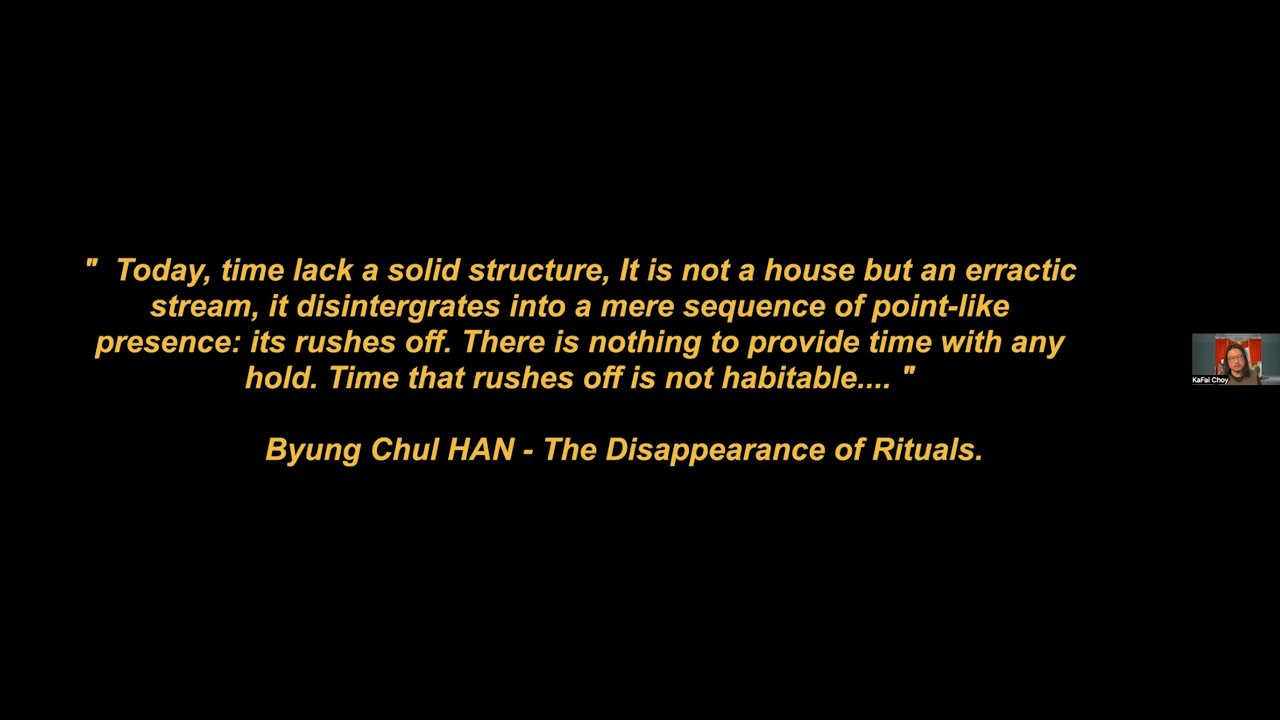 " Today, time lack a solid structure, It is not a house but an erractic
stream, it disintergrates into a mere sequence of point-like
presence: its rushes off. There is nothing to provide time with any
hold. Time that rushes off is not habitable.... "
Byung Chul HAN - The Disappearance of Rituals.
KaFai Choy